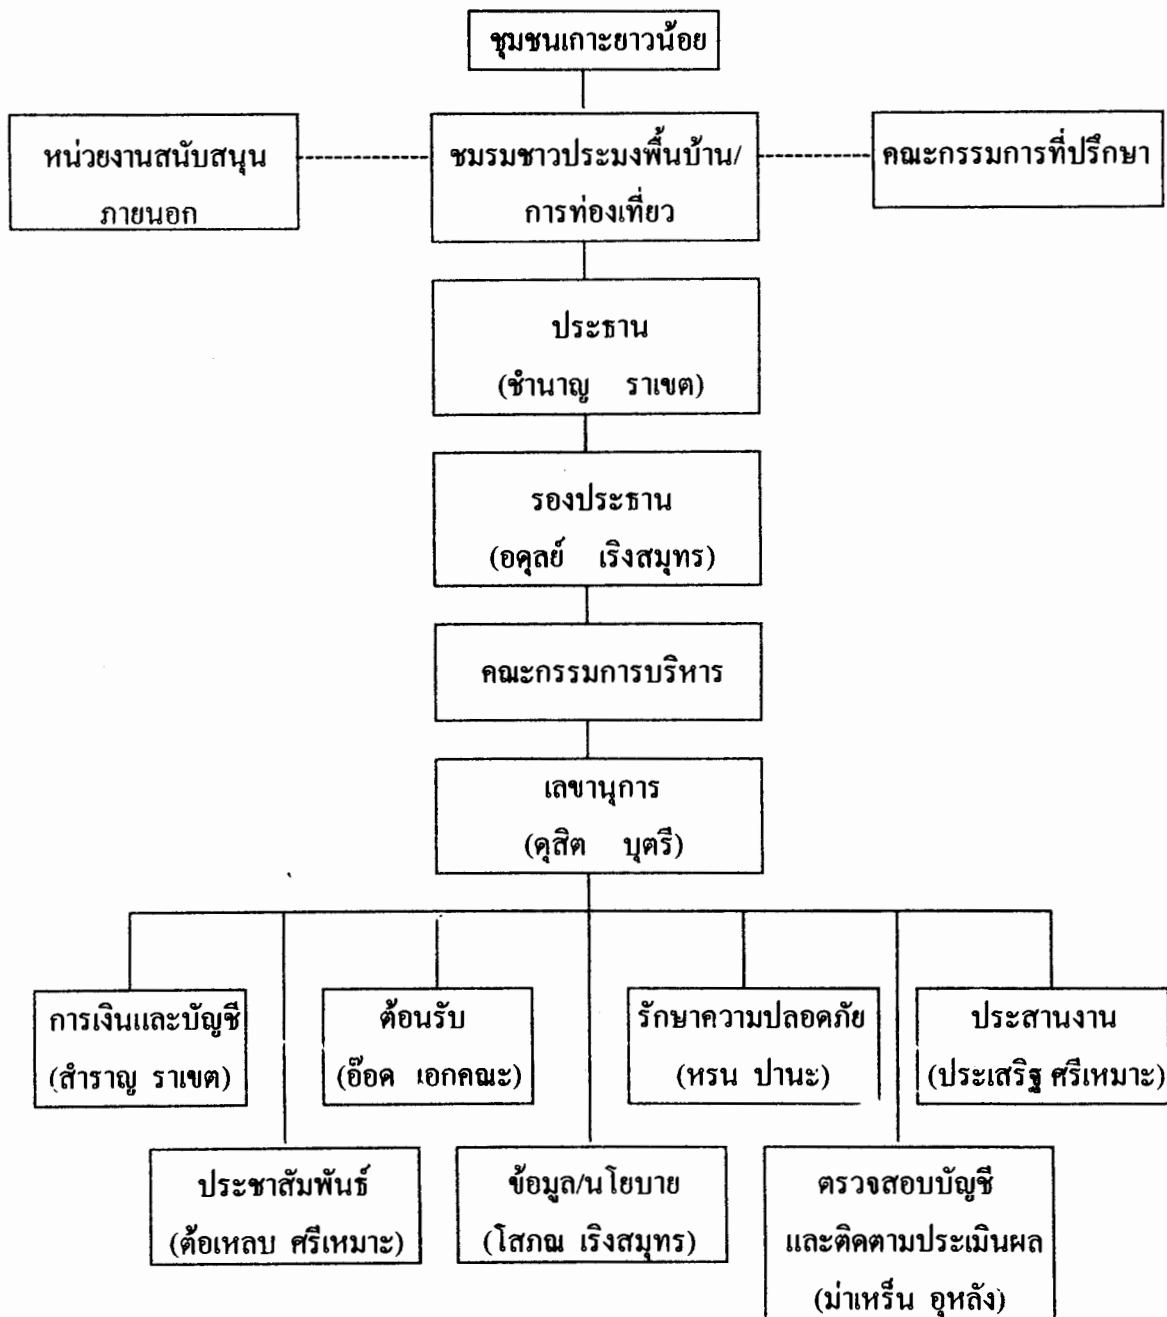 ชุมชนเกาะยาวน้อย
หน่วยงานสนับสนุน
ภายนอก
ชมรมชาวประมงพื้นบ้าน/
การท่องเที่ยว
คณะกรรมการที่ปรึกษา
ประธาน
(ชำนาญ ราเขต)
รองประธาน
(อดุลย์ เริงสมุทร)
คณะกรรมการบริหาร
เลขานุการ
(ดุสิต บุตรี)
การเงินและบัญชี
(สำราญ ราเขต)
ต้อนรับ
(อ๊อด เอกคณะ)
รักษาความปลอดภัย
(หรน ปานะ)
ประสานงาน
(ประเสริฐ ศรีเหมาะ)
ประชาสัมพันธ์
(ต้อเหลบ ศรีเหมาะ)
ข้อมูล/นโยบาย
(โสภณ เริงสมุทร)
ตรวจสอบบัญชี
และติดตามประเมินผล
(ม่าเหร็น อุหลัง)